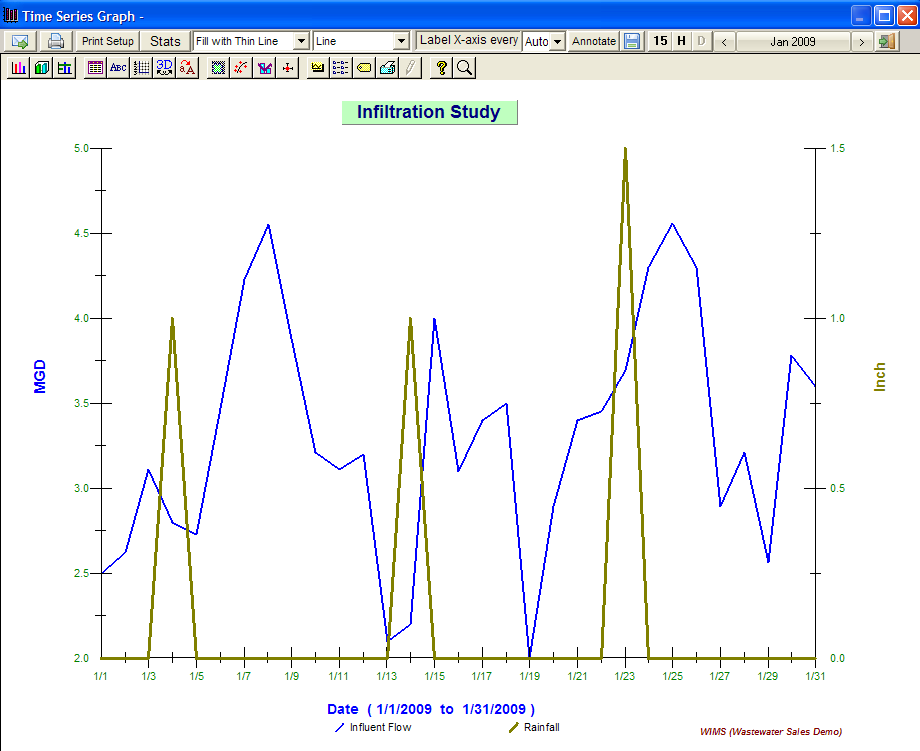 Time Series Graph -
Print Setup Stats Fill with Thin Line Line Label X-axis every Auto Annotate 15 H D < Jan 2009 >
ABC 3D A A ?
Infiltration Study
5.0 1.5
4.5
4.0 1.0
MGD Inch
3.5
3.0 0.5
2.5
2.0 0.0
1/1 1/3 1/5 1/7 1/9 1/11 1/13 1/15 1/17 1/19 1/21 1/23 1/25 1/27 1/29 1/31
Date ( 1/1/2009 to 1/31/2009 )
Influent Flow Rainfall
WIMS (Wastewater Sales Demo)